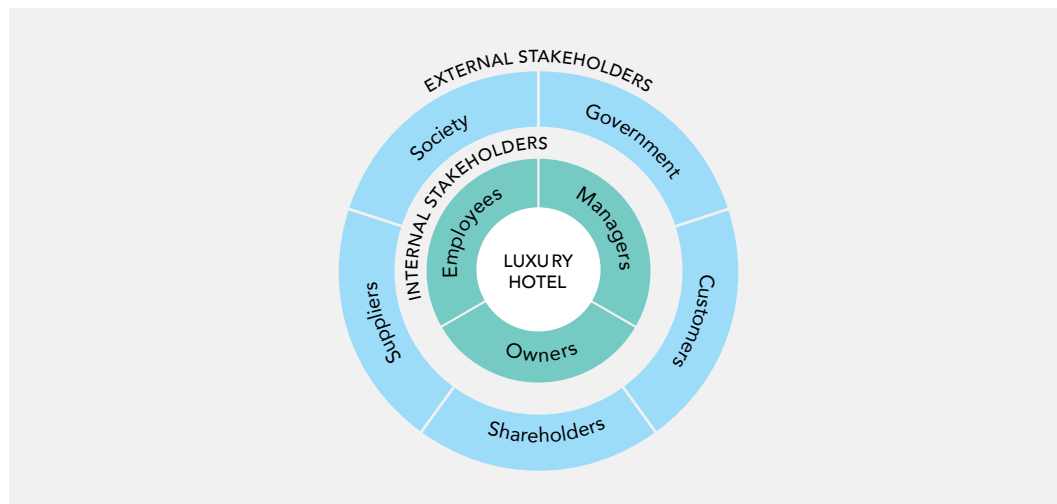 EXTERNAL STAKEHOLDERS
Society
Government
INTERNAL STAKEHOLDERS
Employees
Managers
LUXURY
HOTEL
Owners
Suppliers
Customers
Shareholders